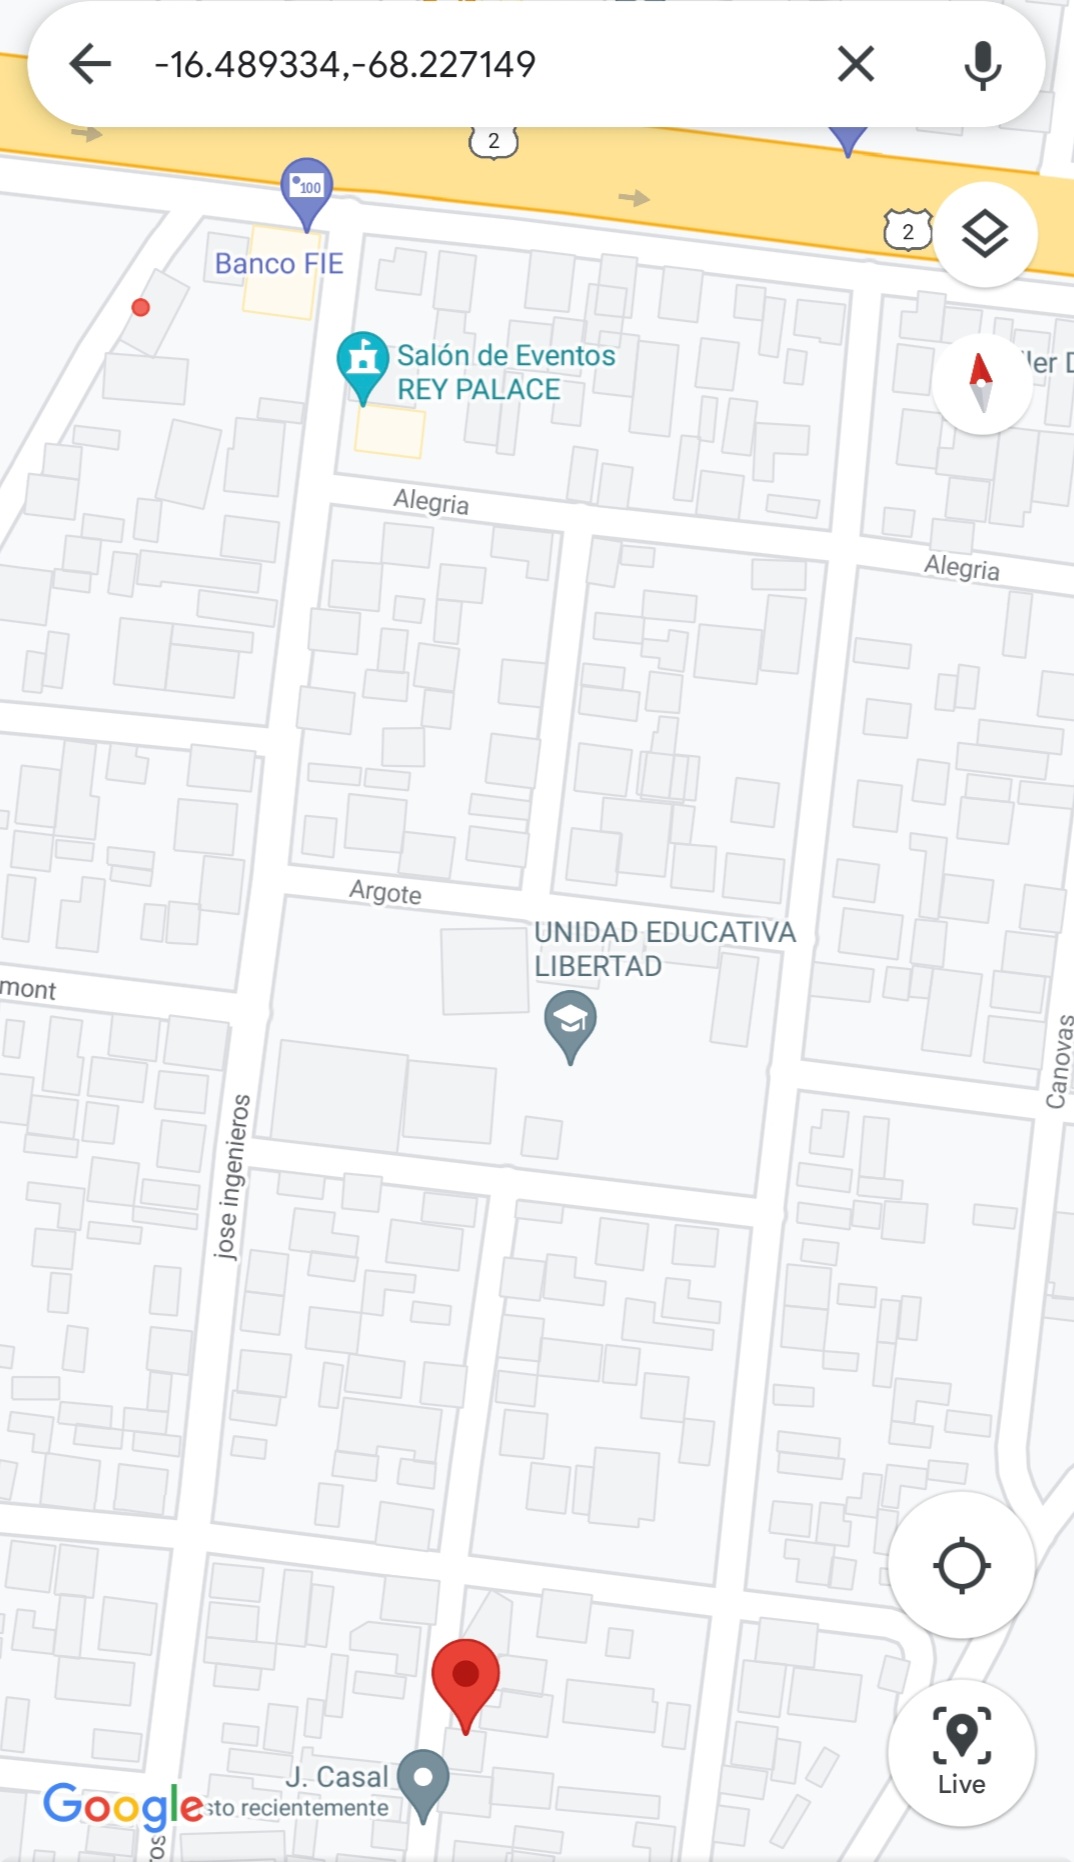 -16.489334,-68.227149
2
100
2
Banco FIE
Salón de Eventos
REY PALACE
Alegria
Alegria
Argote
UNIDAD EDUCATIVA
LIBERTAD
mont
Canovas
jose ingenieros
J. Casal
sto recientemente
Google
Live